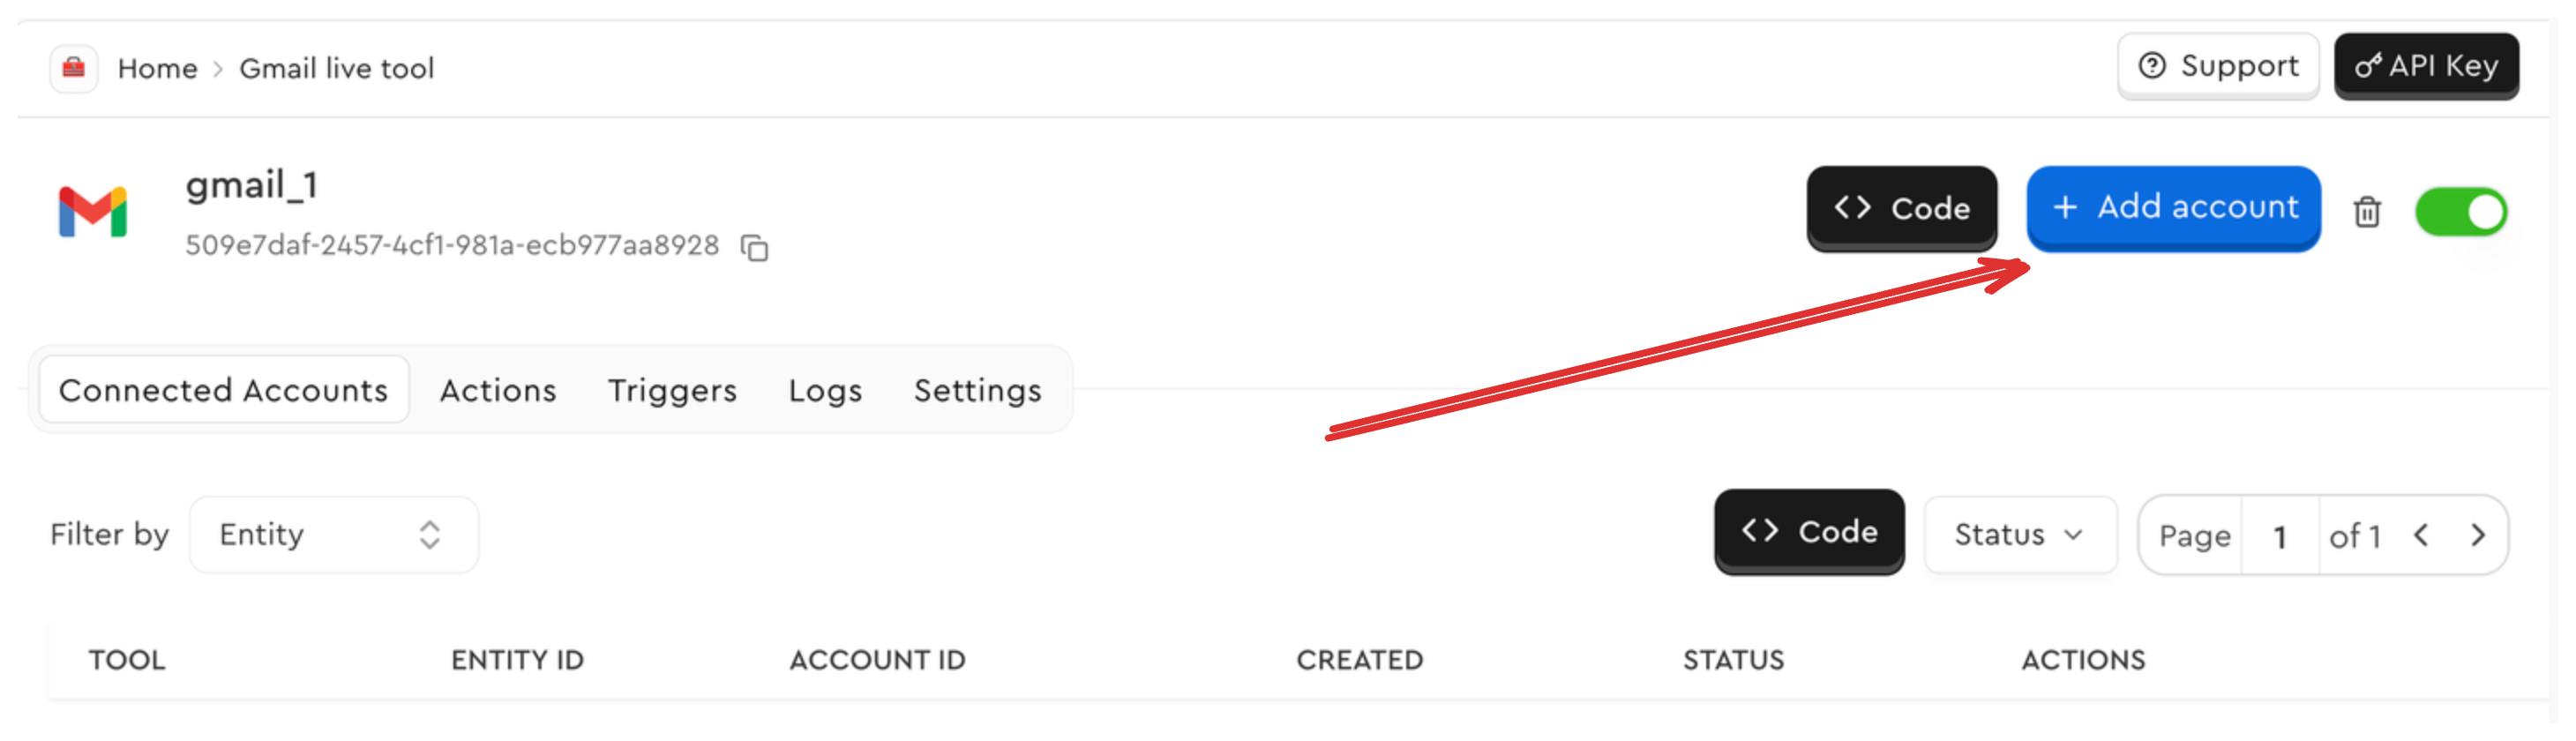 Home > Gmail live tool
Support
API Key
gmail_1
509e7daf-2457-4cf1-981a-ecb977aa8928
<> Code
+ Add account
Connected Accounts Actions Triggers Logs Settings
Filter by Entity
<> Code
Status
Page 1 of 1 < >
TOOL ENTITY ID ACCOUNT ID CREATED STATUS ACTIONS